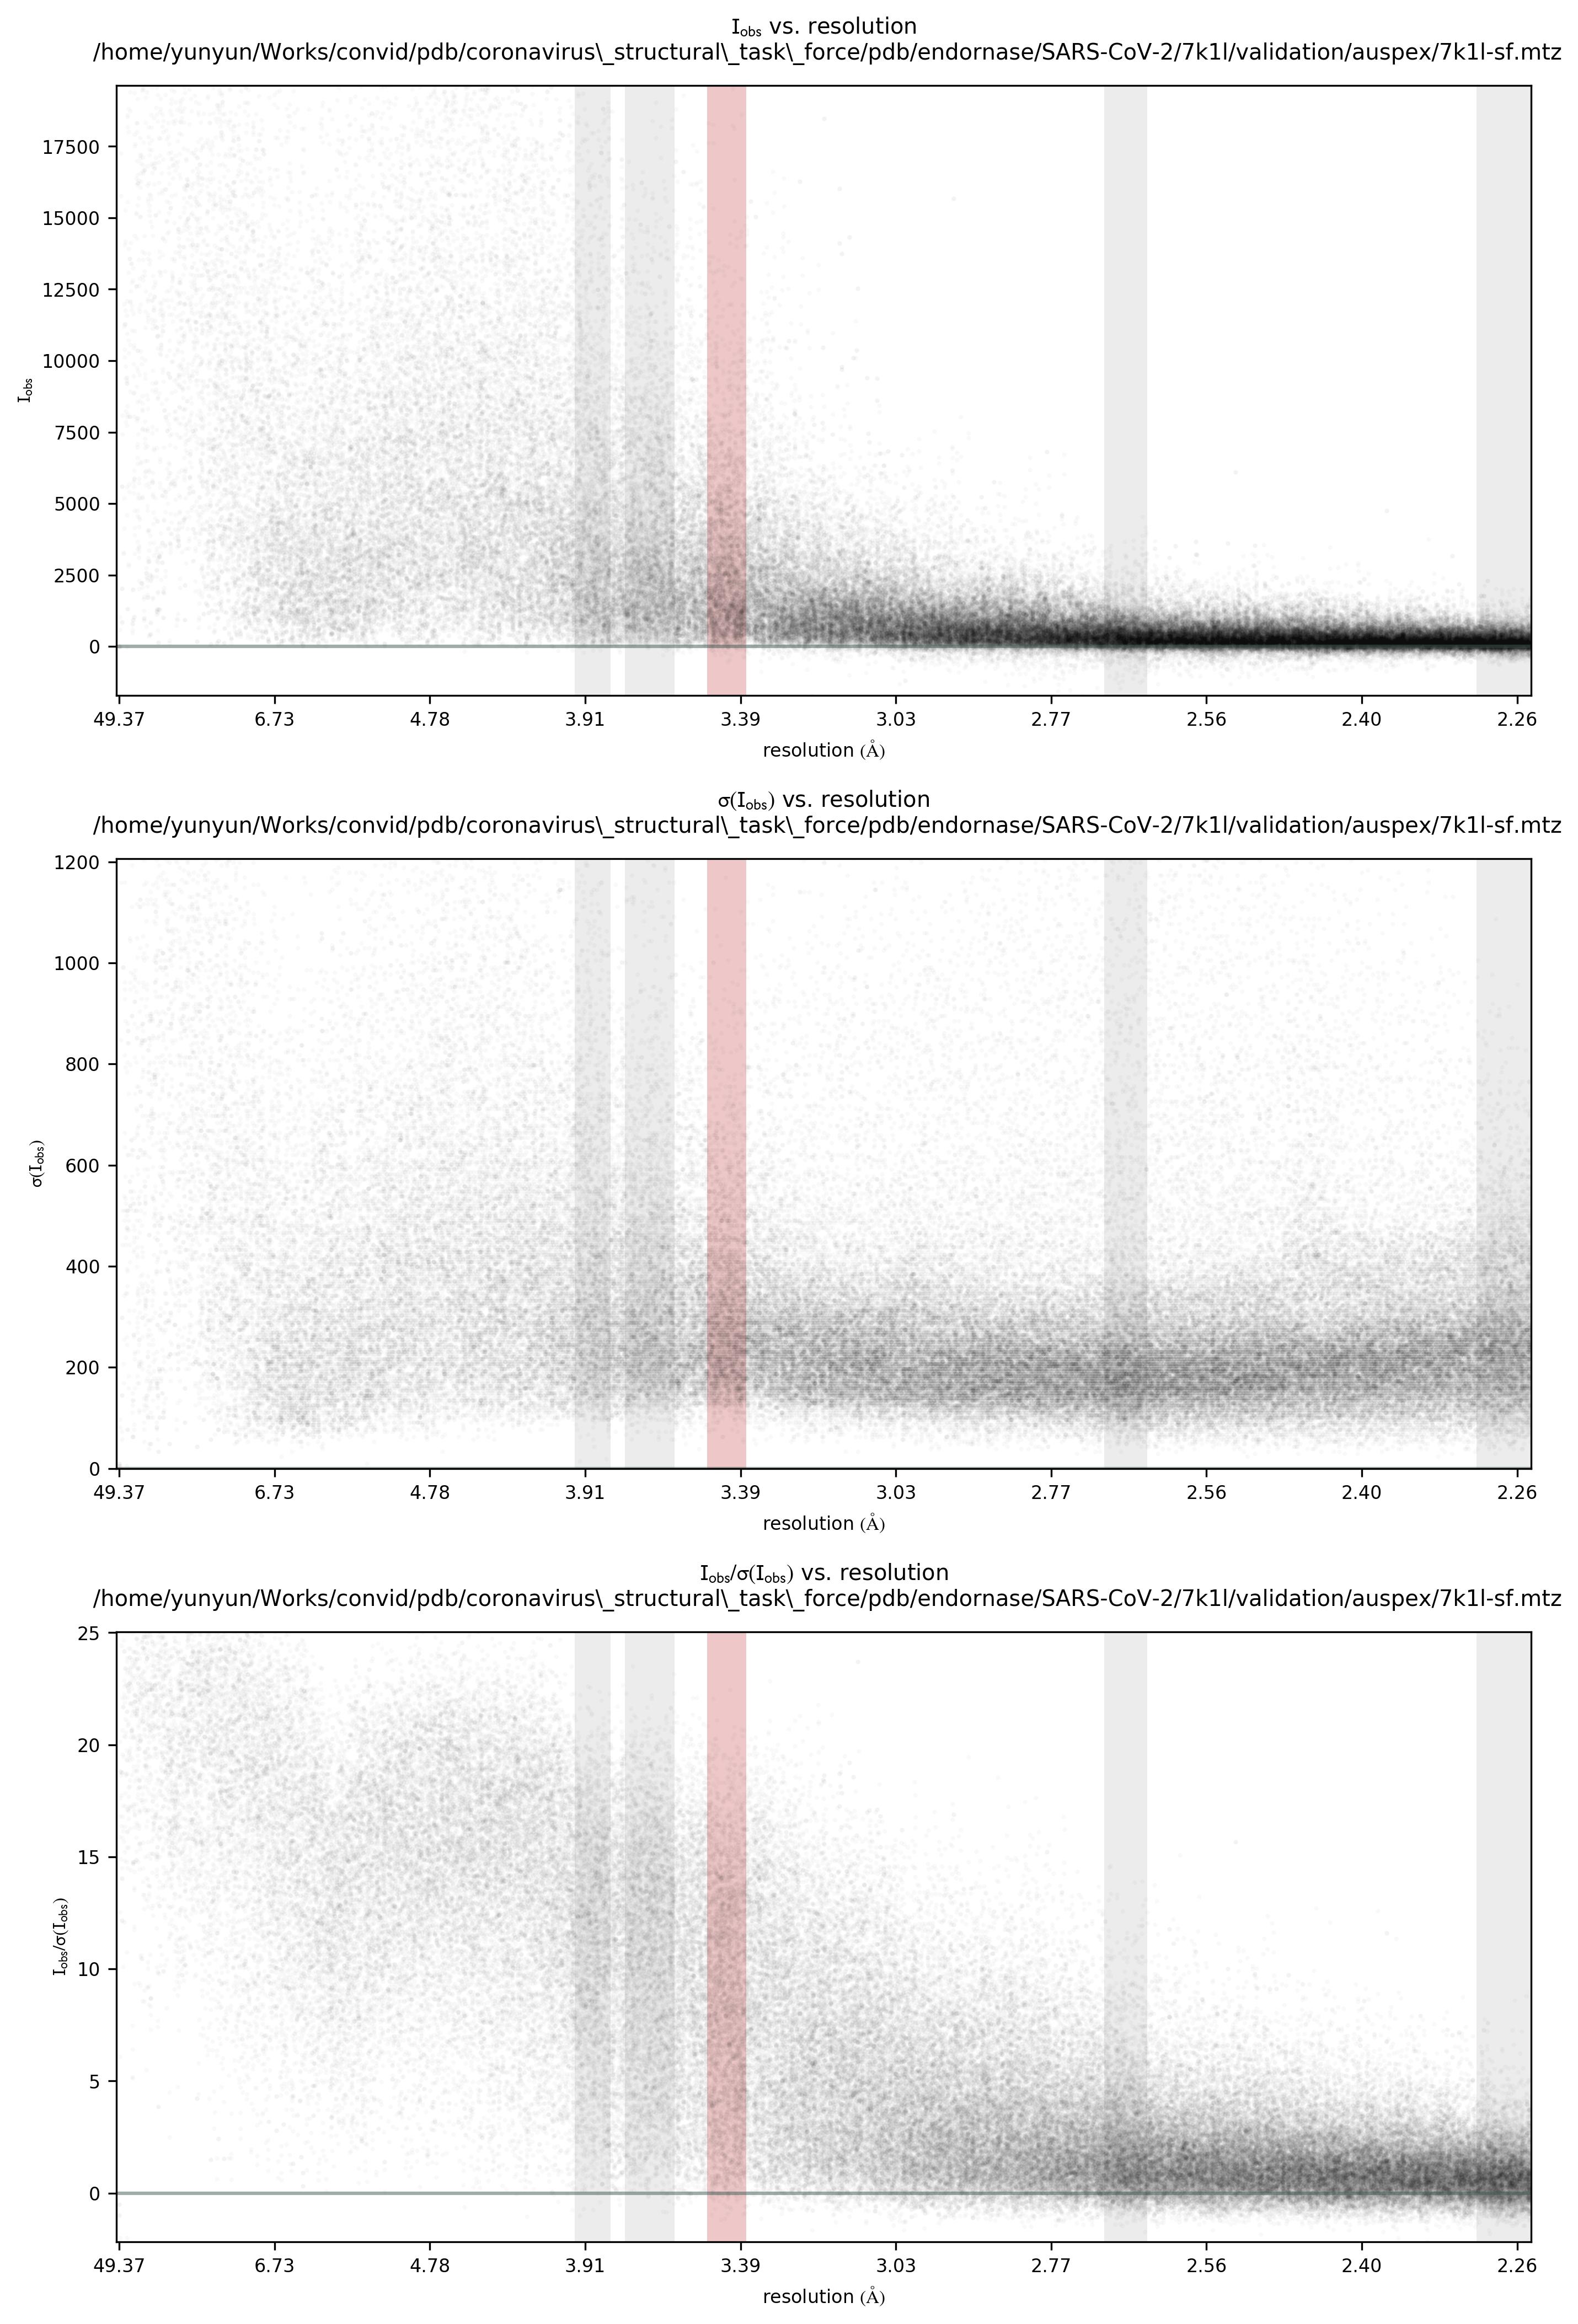 I_obs vs. resolution
/home/yunyun/Works/convid/pdb/coronavirus\_structural\_task\_force/pdb/endornase/SARS-CoV-2/7k1l/validation/auspex/7k1l-sf.mtz
17500
15000
12500
10000
7500
5000
2500
0
I_obs
49.37 6.73 4.78 3.91 3.39 3.03 2.77 2.56 2.40 2.26
resolution (Å)
σ(I_obs) vs. resolution
/home/yunyun/Works/convid/pdb/coronavirus\_structural\_task\_force/pdb/endornase/SARS-CoV-2/7k1l/validation/auspex/7k1l-sf.mtz
1200
1000
800
600
400
200
0
σ(I_obs)
49.37 6.73 4.78 3.91 3.39 3.03 2.77 2.56 2.40 2.26
resolution (Å)
I_obs/σ(I_obs) vs. resolution
/home/yunyun/Works/convid/pdb/coronavirus\_structural\_task\_force/pdb/endornase/SARS-CoV-2/7k1l/validation/auspex/7k1l-sf.mtz
25
20
15
10
5
0
I_obs/σ(I_obs)
49.37 6.73 4.78 3.91 3.39 3.03 2.77 2.56 2.40 2.26
resolution (Å)